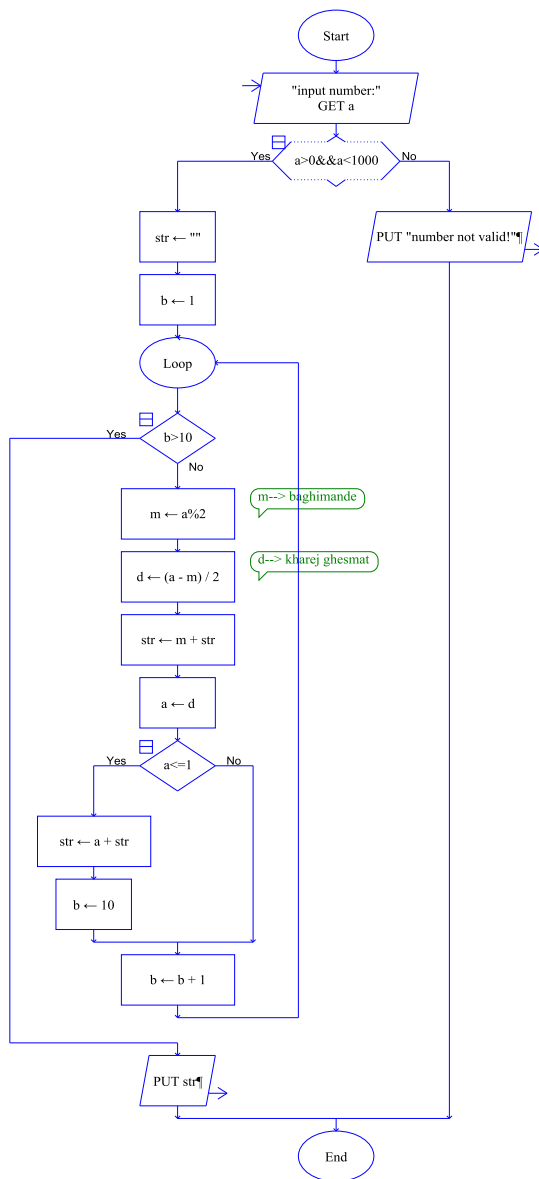 Start
"input number:"
GET a
a>0&&a<1000
Yes
No
str ← ""
PUT "number not valid!"¶
b ← 1
Loop
b>10
Yes
No
m ← a%2
m--> baghimande
d ← (a - m) / 2
d--> kharej ghesmat
str ← m + str
a ← d
a<=1
Yes
No
str ← a + str
b ← 10
b ← b + 1
PUT str¶
End